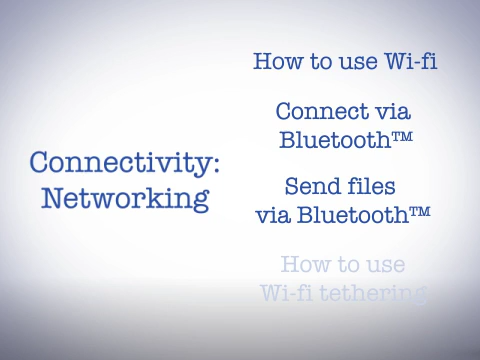 Connectivity:
Networking
How to use Wi-fi
Connect via
Bluetooth™
Send files
via Bluetooth™
How to use
Wi-fi tethering